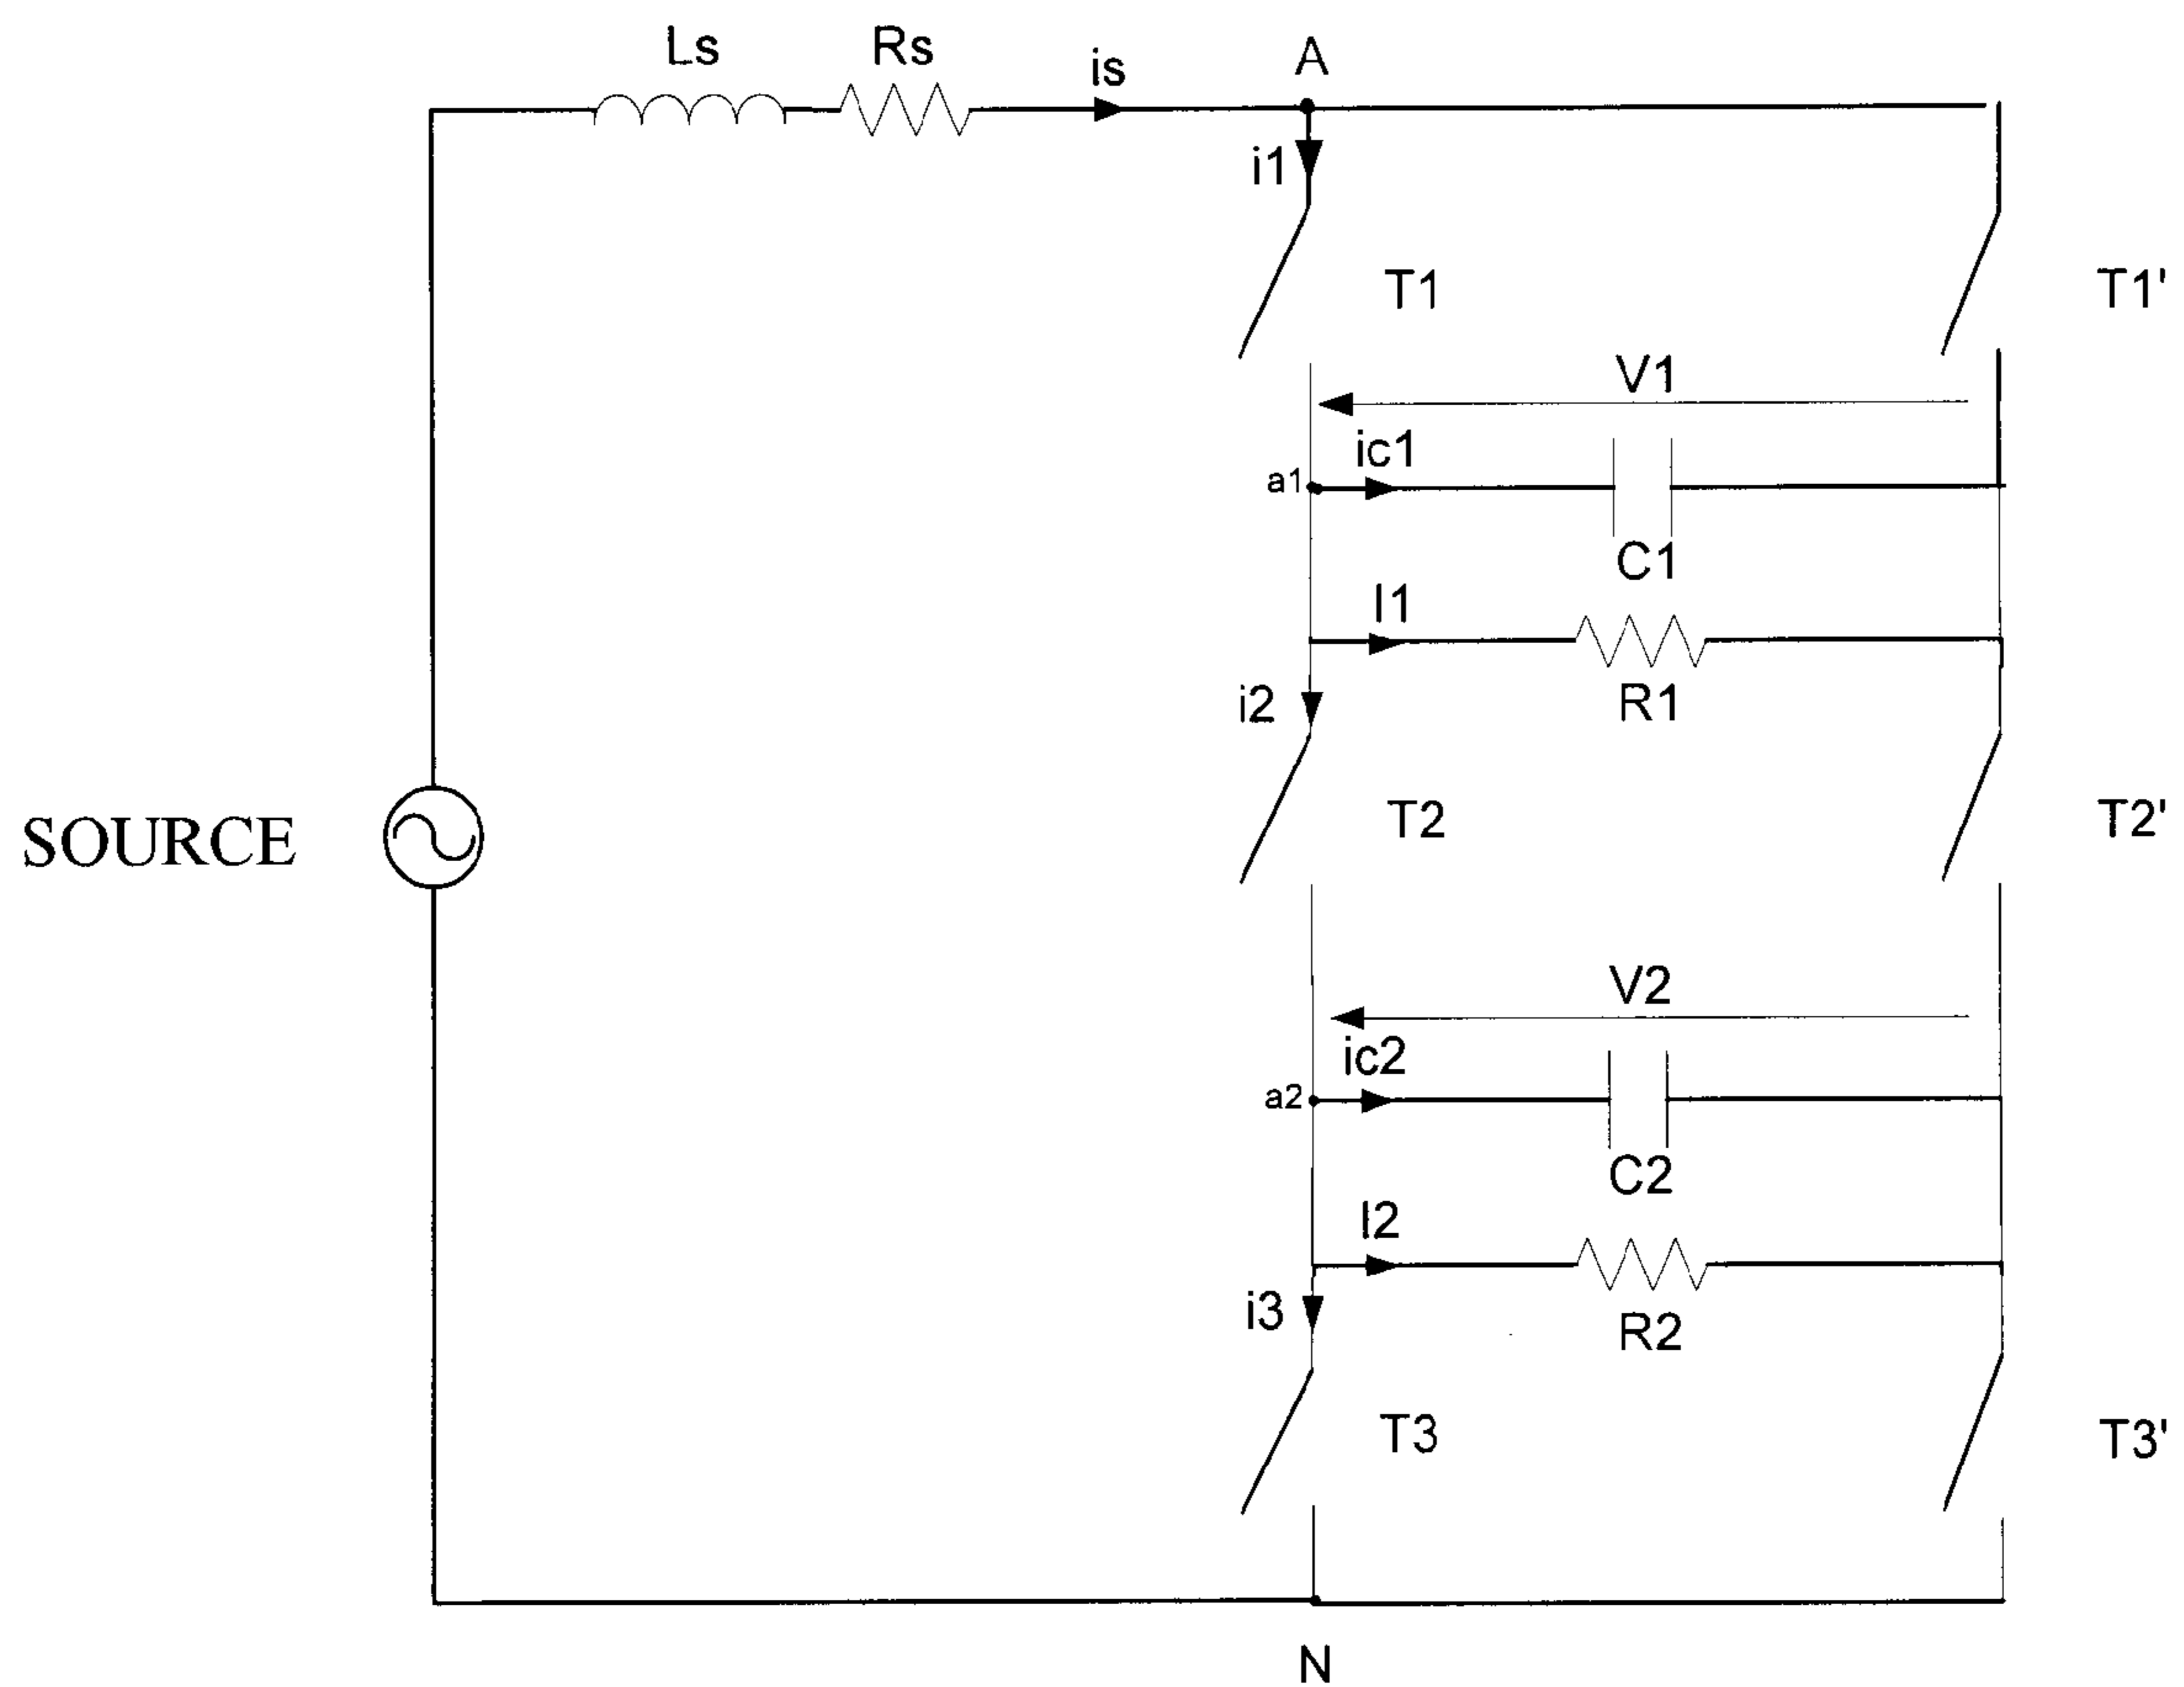 Ls
Rs
is
A
i1
T1
T1'
V1
ic1
a1
C1
I1
R1
i2
T2
T2'
SOURCE
V2
ic2
a2
C2
I2
R2
i3
T3
T3'
N